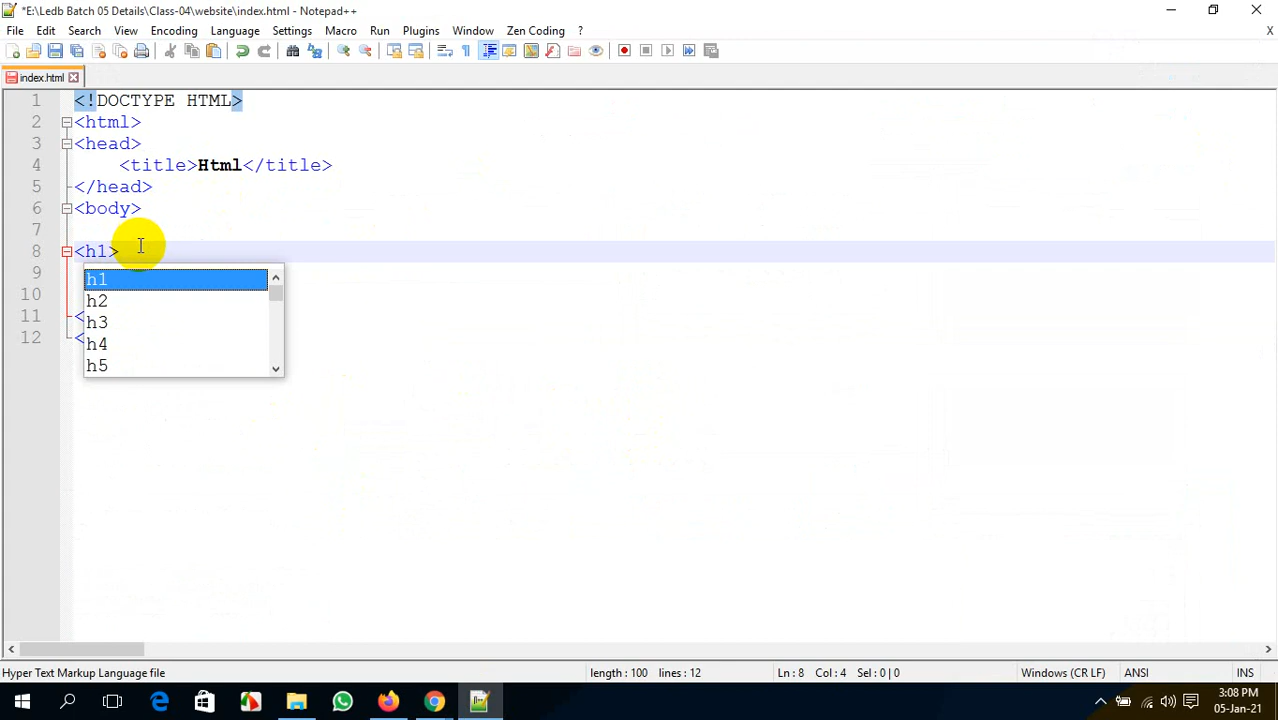 *E:\Ledb Batch 05 Details\Class-04\website\index.html - Notepad++
File Edit Search View Encoding Language Settings Macro Run Plugins Window Zen Coding ? X
index.html
1 <!DOCTYPE HTML>
2 <html>
3 <head>
4 <title>Html</title>
5 </head>
6 <body>
7
8 <h1>
9 h1
10 h2
11 < h3
12 < h4
h5
Hyper Text Markup Language file length : 100 lines : 12 Ln : 8 Col : 4 Sel : 0 | 0 Windows (CR LF) ANSI INS
3:08 PM
05-Jan-21